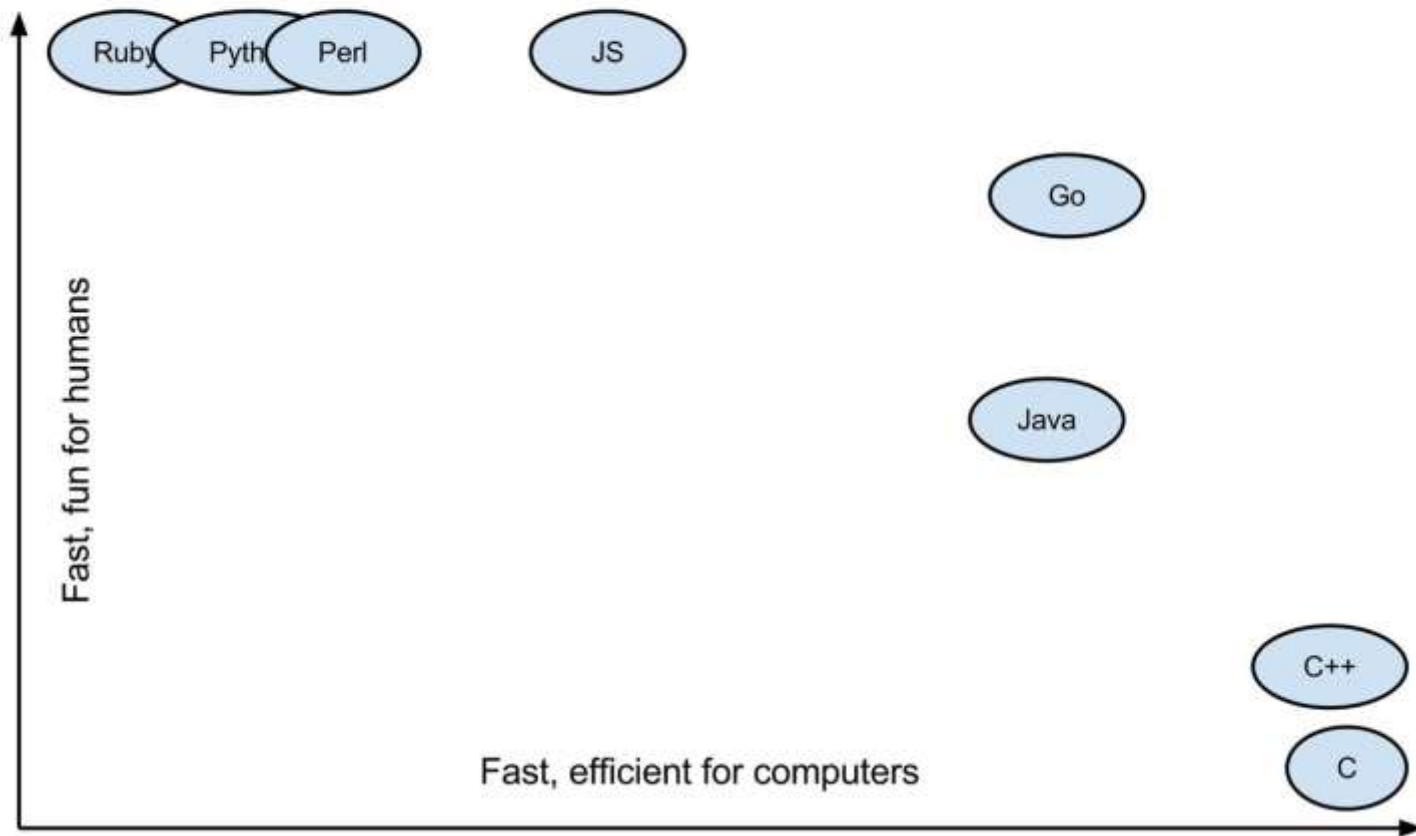 Ruby
Pyth
Perl
JS
Go
Fast, fun for humans
Java
C++
Fast, efficient for computers
C